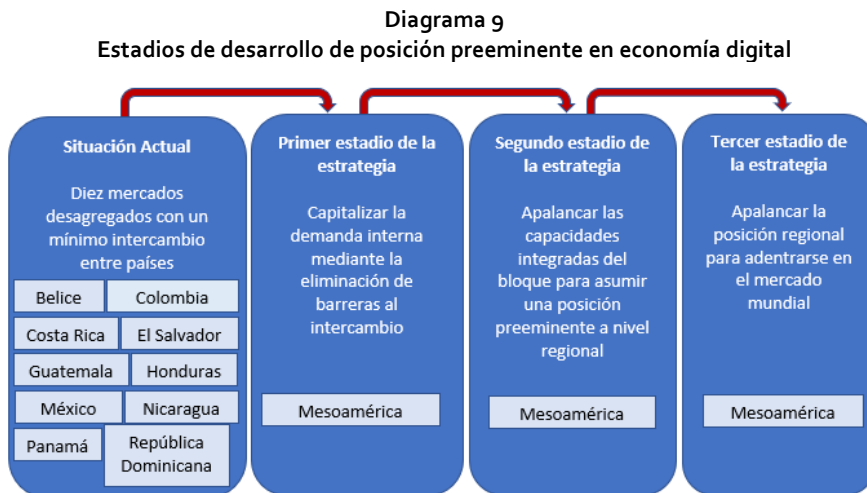 Diagrama 9
Estadios de desarrollo de posición preeminente en economía digital
Situación Actual
Diez mercados
desagregados con un
mínimo intercambio
entre países
Belice
Colombia
Costa Rica
El Salvador
Guatemala
Honduras
México
Nicaragua
Panamá
República
Dominicana
Primer estadio de la
estrategia
Capitalizar la
demanda interna
mediante la
eliminación de
barreras al
intercambio
Mesoamérica
Segundo estadio de
la estrategia
Apalancar las
capacidades
integradas del
bloque para asumir
una posición
preeminente a nivel
regional
Mesoamérica
Tercer estadio de
la estrategia
Apalancar la
posición regional
para adentrarse en
el mercado
mundial
Mesoamérica